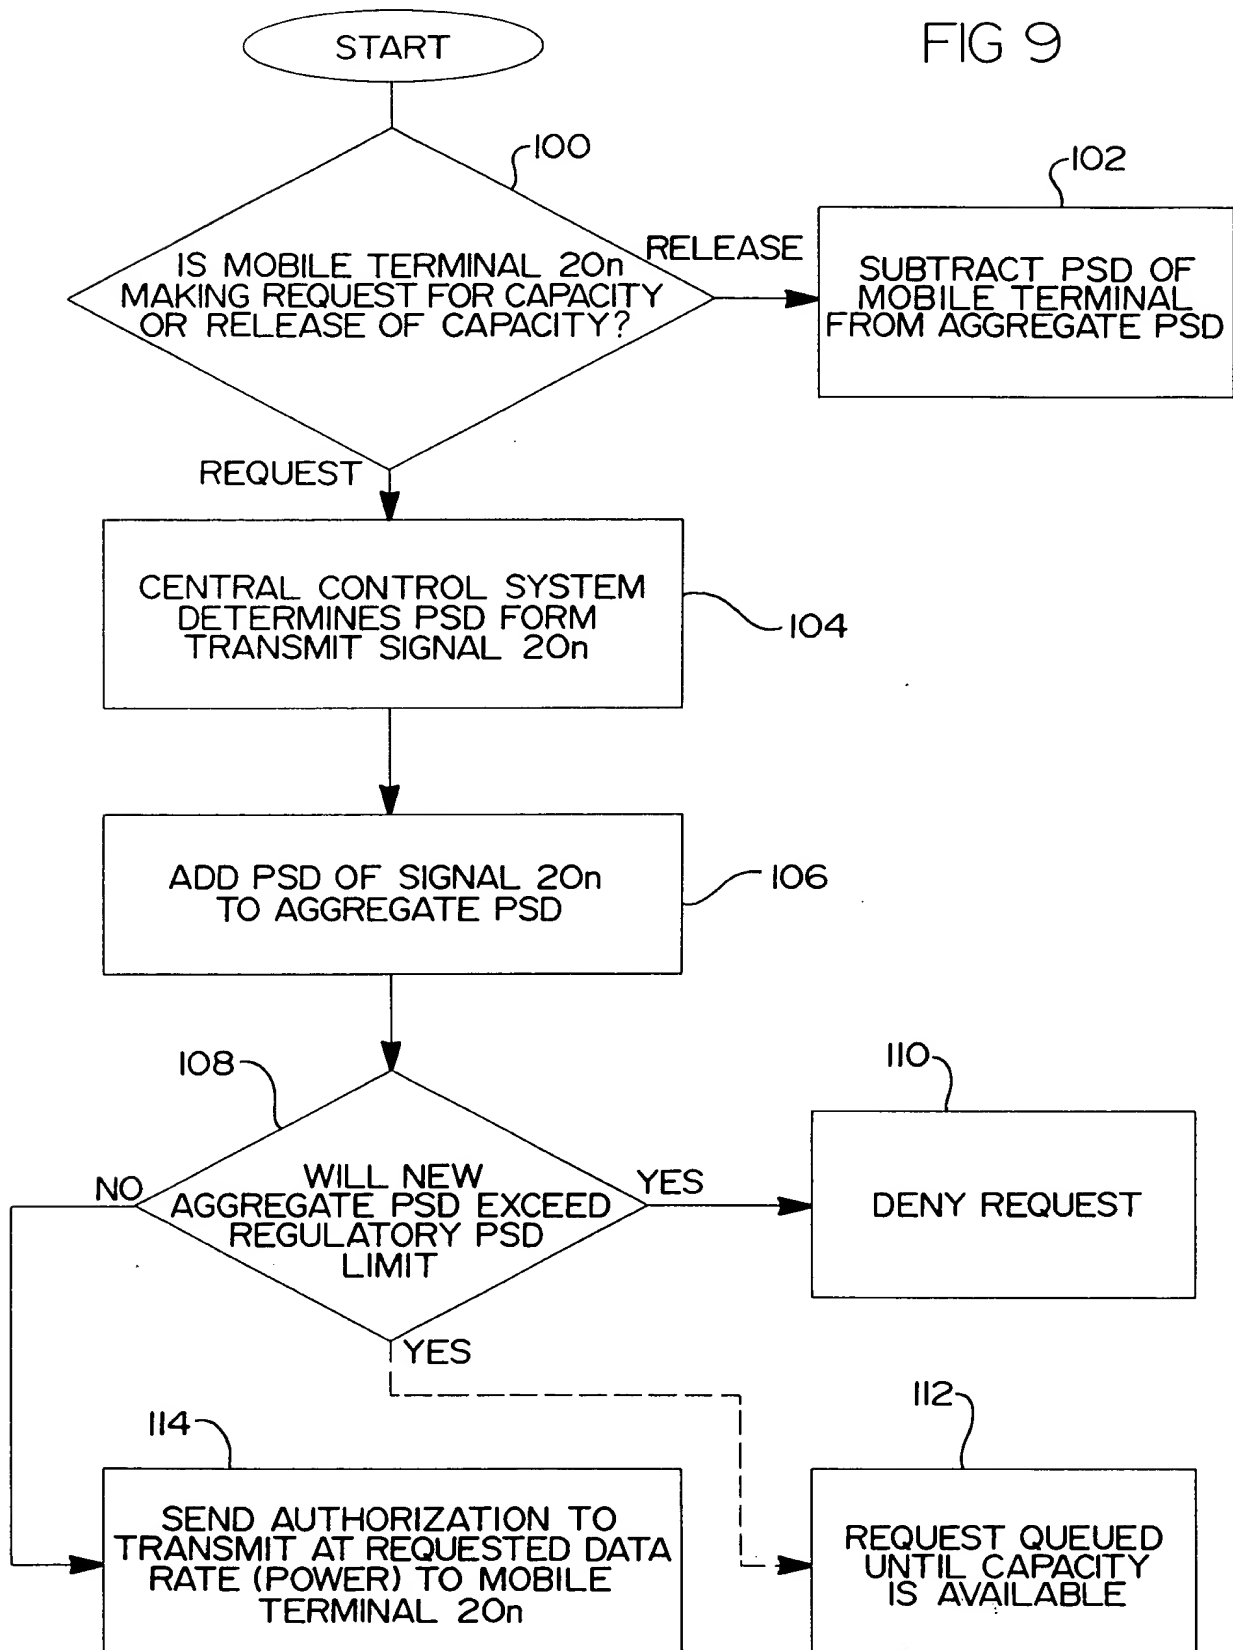 START
FIG 9
100
102
IS MOBILE TERMINAL 20n
MAKING REQUEST FOR CAPACITY
OR RELEASE OF CAPACITY?
RELEASE
SUBTRACT PSD OF
MOBILE TERMINAL
FROM AGGREGATE PSD
REQUEST
CENTRAL CONTROL SYSTEM
DETERMINES PSD FORM
TRANSMIT SIGNAL 20n
104
ADD PSD OF SIGNAL 20n
TO AGGREGATE PSD
106
108
110
NO
WILL NEW
AGGREGATE PSD EXCEED
REGULATORY PSD
LIMIT
YES
DENY REQUEST
YES
114
112
SEND AUTHORIZATION TO
TRANSMIT AT REQUESTED DATA
RATE (POWER) TO MOBILE
TERMINAL 20n
REQUEST QUEUED
UNTIL CAPACITY
IS AVAILABLE